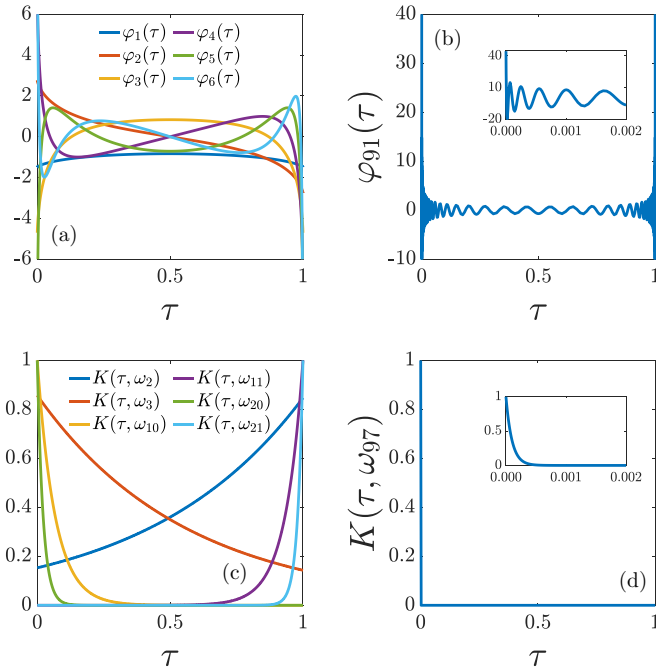 6
4
2
0
-2
-4
-6
φ₁(τ) φ₄(τ)
φ₂(τ) φ₅(τ)
φ₃(τ) φ₆(τ)
(a)
0 0.5 1
τ
φ₉₁(τ)
40
30
20
10
0
-10
(b)
40
10
-20
0.000 0.001 0.002
0 0.5 1
τ
1
0.8
0.6
0.4
0.2
0
K(τ, ω₂) K(τ, ω₁₁)
K(τ, ω₃) K(τ, ω₂₀)
K(τ, ω₁₀) K(τ, ω₂₁)
(c)
0 0.5 1
τ
K(τ, ω₉₇)
1
0.8
0.6
0.4
0.2
0
1
0.5
0
0.000 0.001 0.002
(d)
0 0.5 1
τ